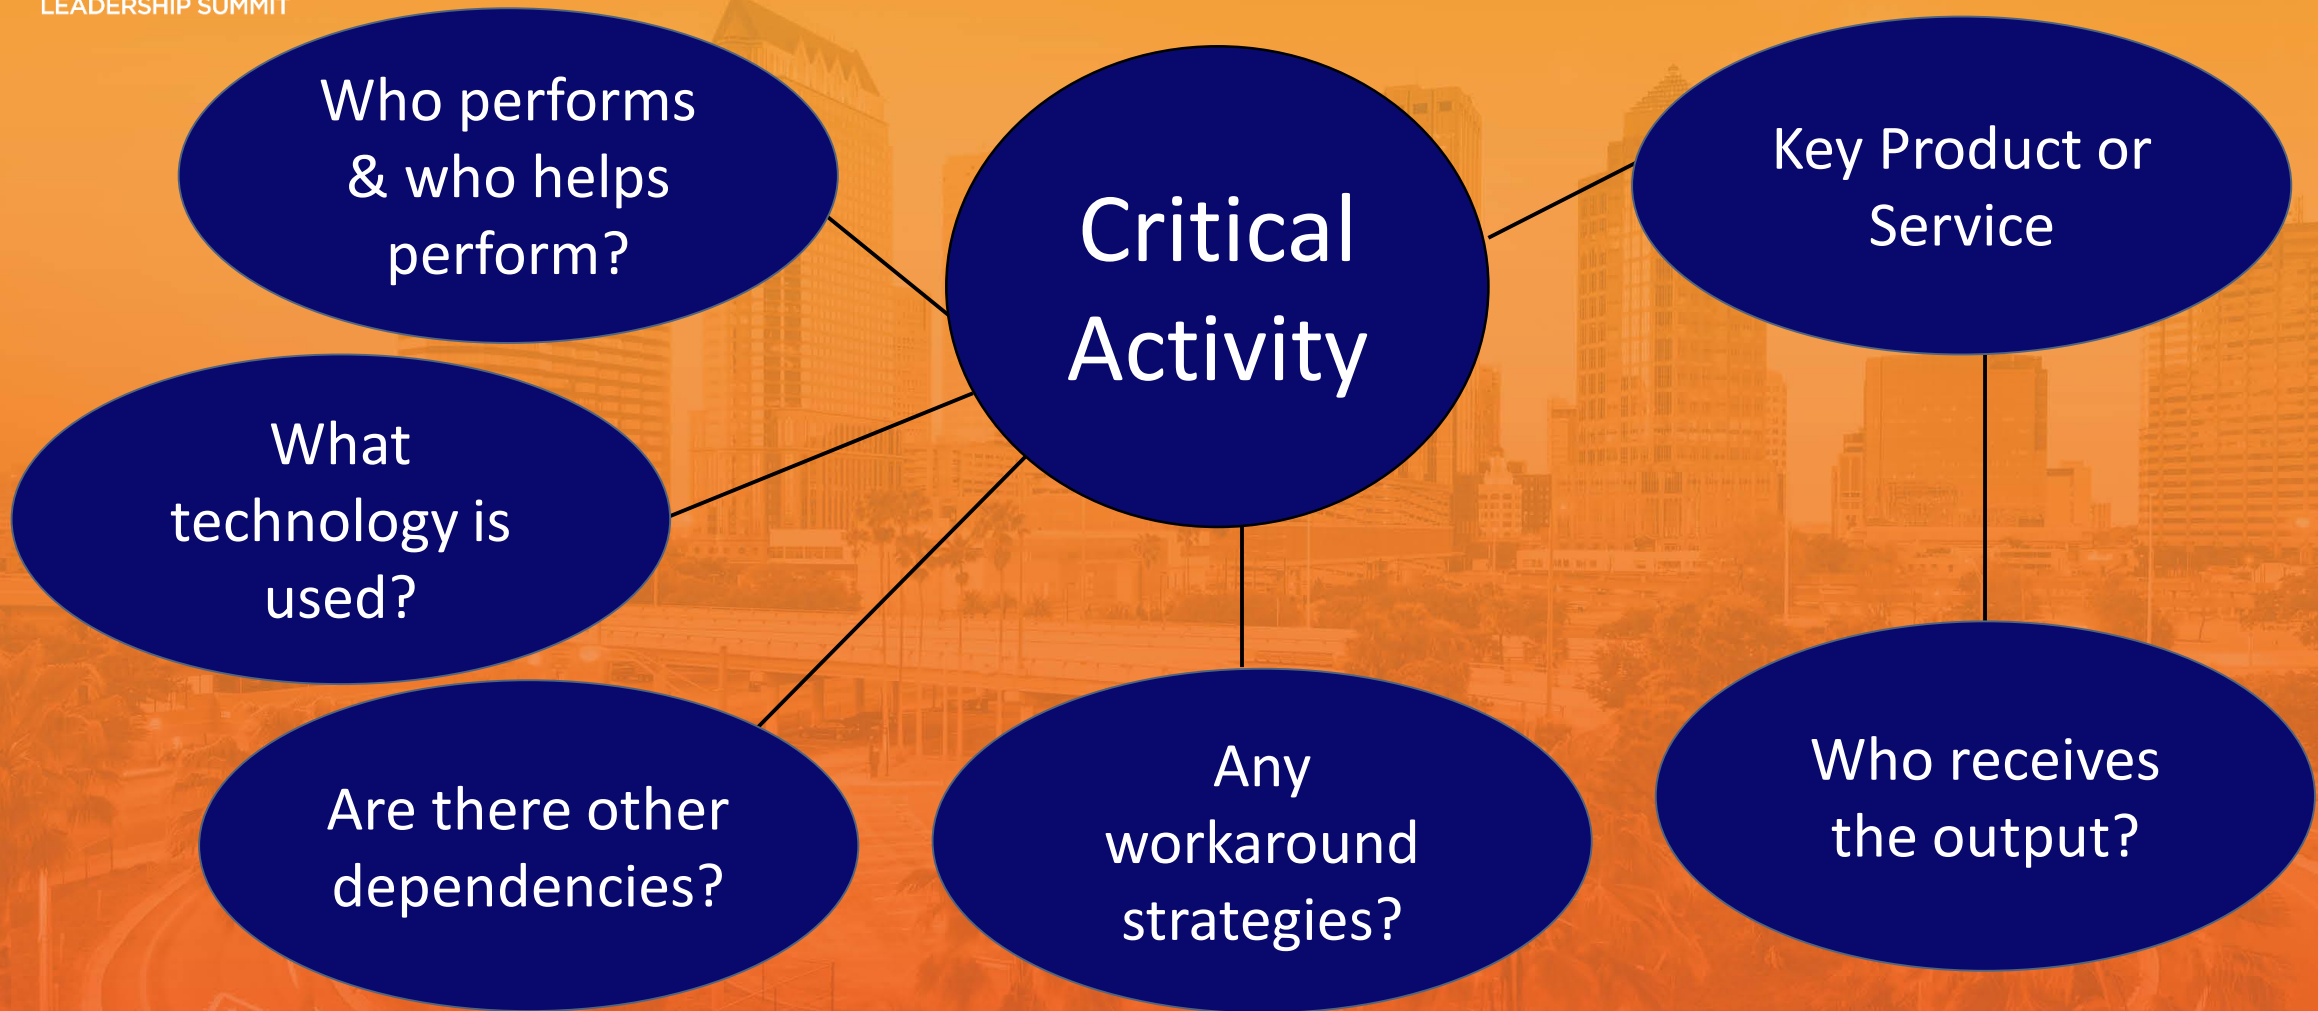 LEADERSHIP SUMMIT
Who performs
& who helps
perform?
Critical
Activity
Key Product or
Service
What
technology is
used?
Are there other
dependencies?
Any
workaround
strategies?
Who receives
the output?